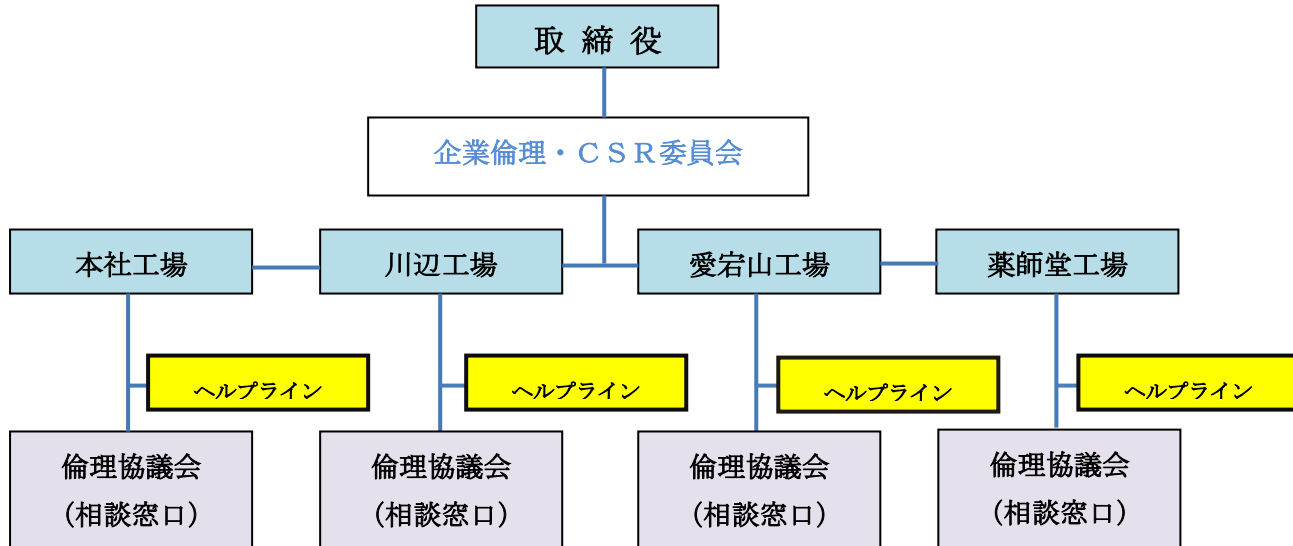 取 締 役
企業倫理・ＣＳＲ委員会
本社工場
川辺工場
愛宕山工場
薬師堂工場
ヘルプライン
ヘルプライン
ヘルプライン
ヘルプライン
倫理協議会
(相談窓口)
倫理協議会
(相談窓口)
倫理協議会
(相談窓口)
倫理協議会
(相談窓口)